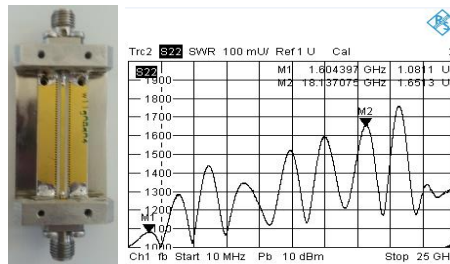 R&S
Trc2 S22 SWR 100 mU/ Ref 1 U Cal
S22
M1 1.604397 GHz 1.0811 U
M2 18.137075 GHz 1.6513 U
1900
1800
1700
1600
1500
1400
1300
1200
1100
1000
M2
M1
Ch1 fb Start 10 MHz Pb 10 dBm Stop 25 GH